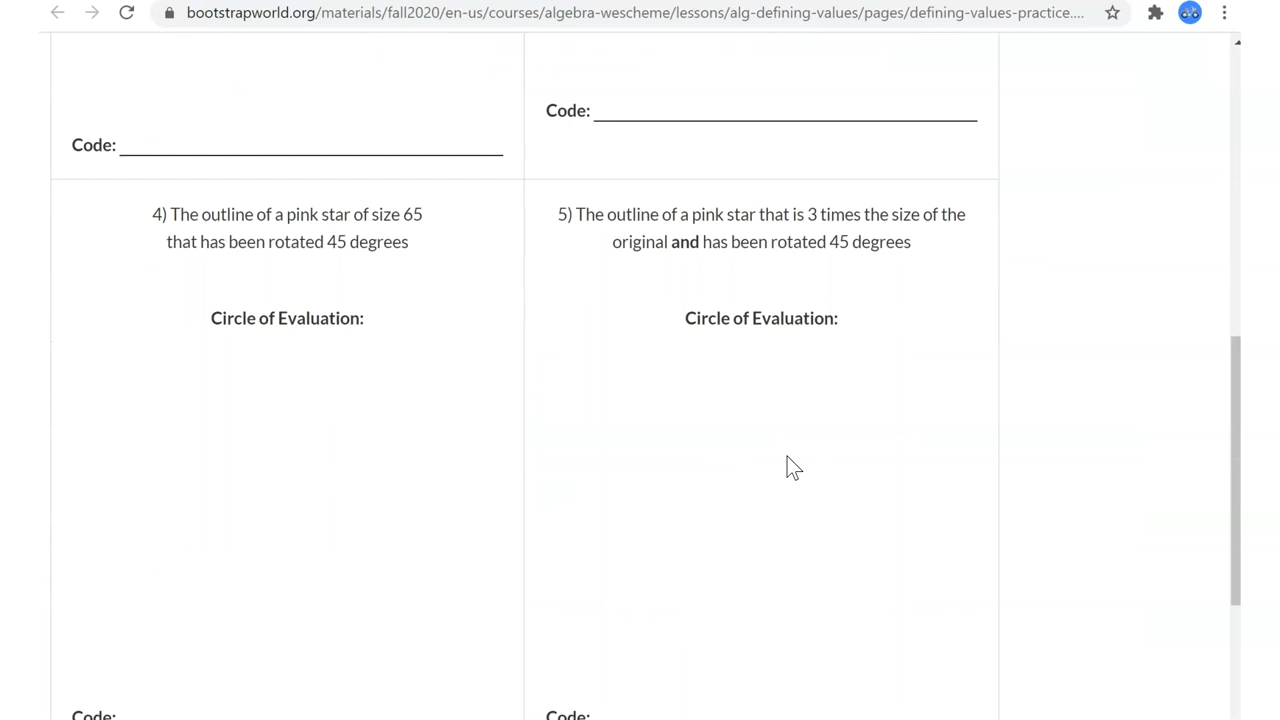 bootstrapworld.org/materials/fall2020/en-us/courses/algebra-wescheme/lessons/alg-defining-values/pages/defining-values-practice....
Code:
Code:
4) The outline of a pink star of size 65
that has been rotated 45 degrees
Circle of Evaluation:
5) The outline of a pink star that is 3 times the size of the
original and has been rotated 45 degrees
Circle of Evaluation:
Code:
Code: